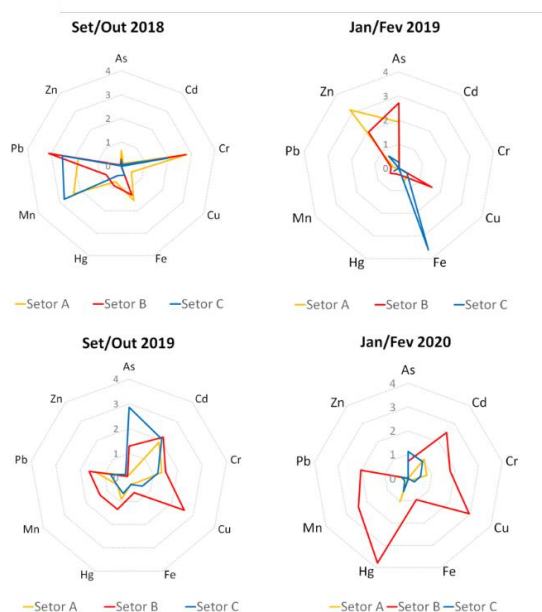 Set/Out 2018
As
Cd
Cr
Cu
Fe
Hg
Mn
Pb
Zn
4
3
2
1
0
Setor A Setor B Setor C
Jan/Fev 2019
As
Cd
Cr
Cu
Fe
Hg
Mn
Pb
Zn
4
3
2
1
0
Setor A Setor B Setor C
Set/Out 2019
As
Cd
Cr
Cu
Fe
Hg
Mn
Pb
Zn
4
3
2
1
0
Setor A Setor B Setor C
Jan/Fev 2020
As
Cd
Cr
Cu
Fe
Hg
Mn
Pb
Zn
4
3
2
1
0
Setor A Setor B Setor C